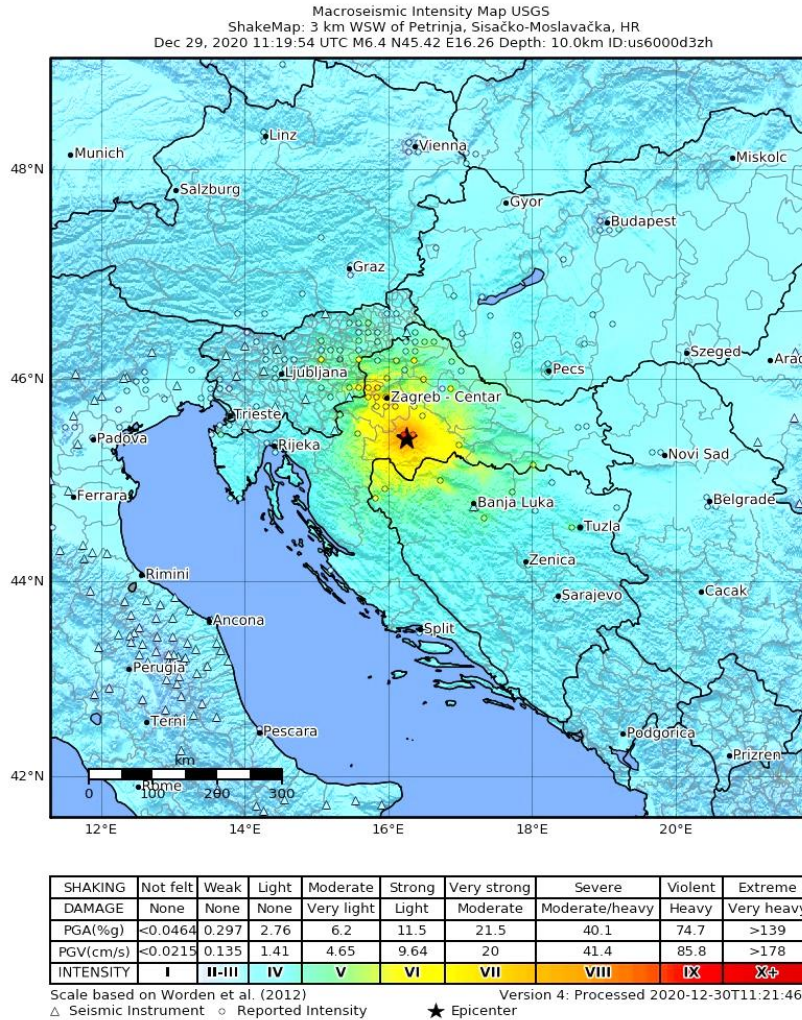 Macroseismic Intensity Map USGS
ShakeMap: 3 km WSW of Petrinja, Sisačko-Moslavačka, HR
Dec 29, 2020 11:19:54 UTC M6.4 N45.42 E16.26 Depth: 10.0km ID:us6000d3zh
Linz
Vienna
Munich
Miskolc
48°N
Salzburg
Gyor
Budapest
Graz
Szeged
Arad
Ljubljana
Pecs
46°N
Zagreb - Centar
Trieste
Padova
Rijeka
Novi Sad
Ferrara
Banja Luka
Belgrade
Tuzla
Zenica
Rimini
44°N
Sarajevo
Cacak
Ancona
Split
Perugia
Terni
Pescara
Podgorica
Prizren
km
42°N
0 100 200 300
Rome
12°E 14°E 16°E 18°E 20°E
SHAKING Not felt Weak Light Moderate Strong Very strong Severe Violent Extreme
DAMAGE None None None Very light Light Moderate Moderate/heavy Heavy Very heavy
PGA(%g) <0.0464 0.297 2.76 6.2 11.5 21.5 40.1 74.7 >139
PGV(cm/s) <0.0215 0.135 1.41 4.65 9.64 20 41.4 85.8 >178
INTENSITY I II-III IV V VI VII VIII IX X+
Scale based on Worden et al. (2012) Version 4: Processed 2020-12-30T11:21:46
△ Seismic Instrument ○ Reported Intensity ★ Epicenter